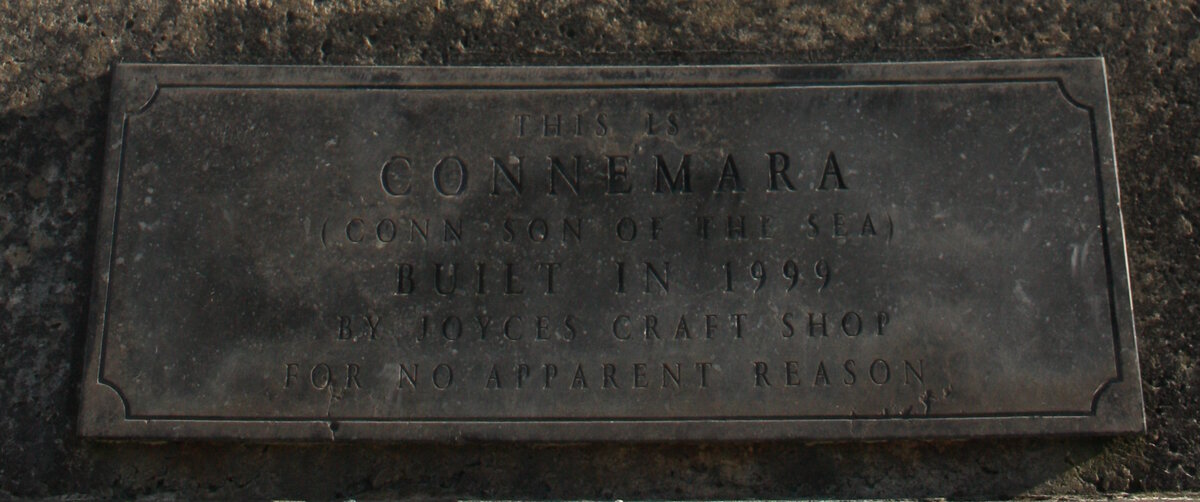 THIS IS
CONNEMARA
(CONN SON OF THE SEA)
BUILT IN 1999
BY JOYCES CRAFT SHOP
FOR NO APPARENT REASON